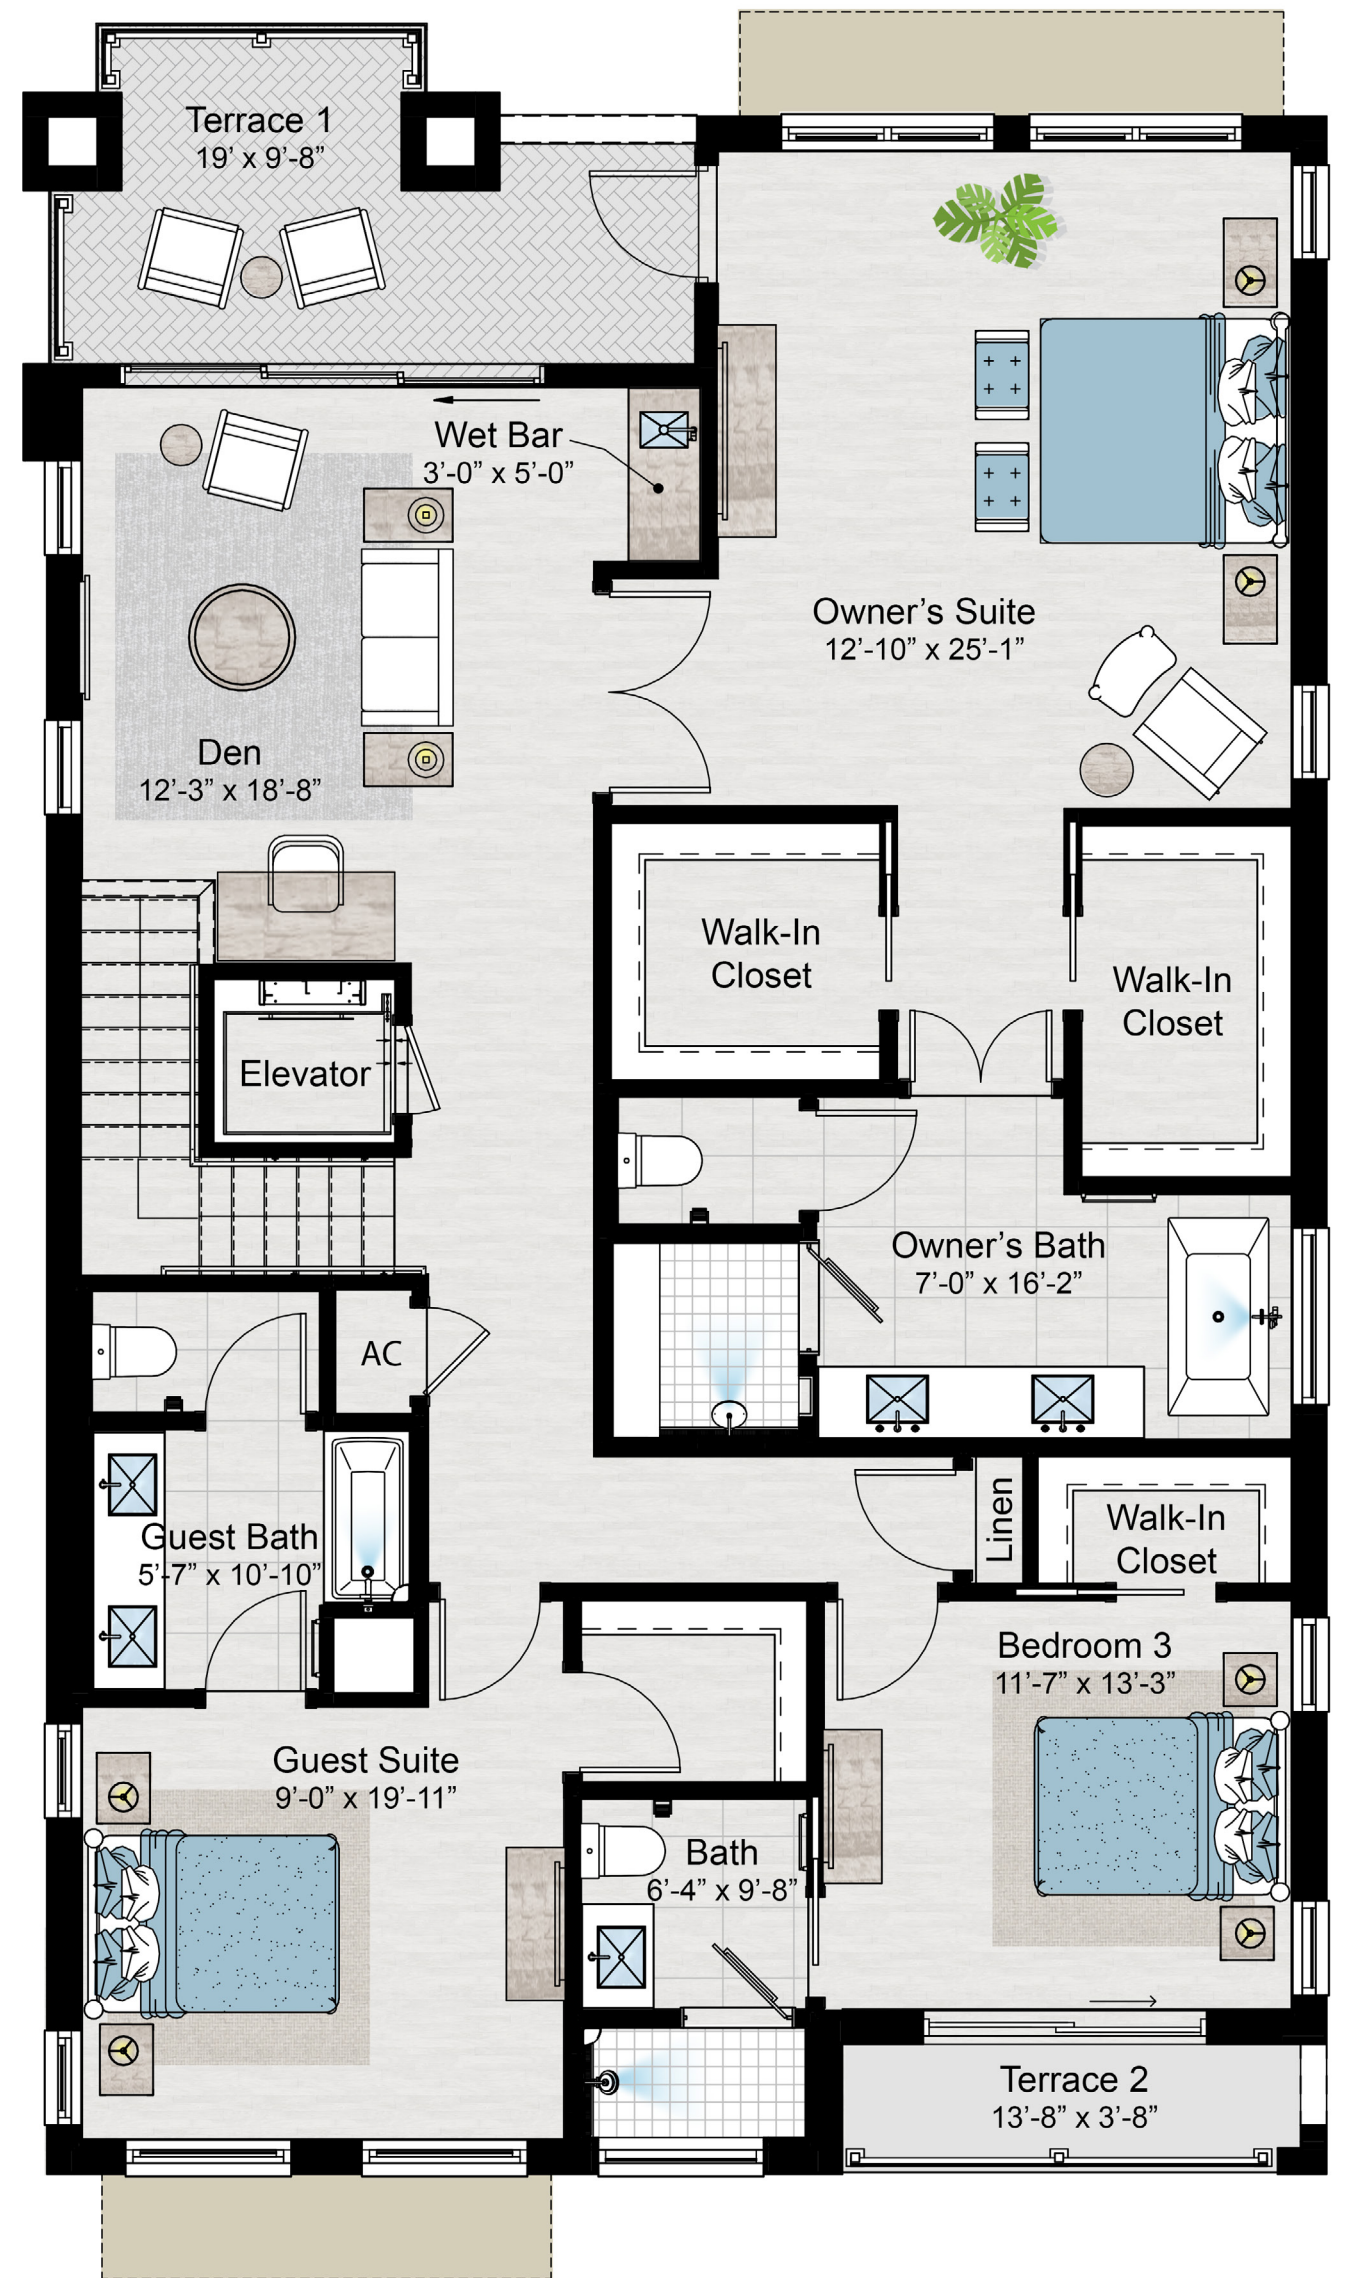 Terrace 1
19’ x 9’-8”
Wet Bar
3’-0” x 5’-0”
Owner’s Suite
12’-10” x 25’-1”
Den
12’-3” x 18’-8”
Walk-In
Closet
Walk-In
Closet
Elevator
Owner’s Bath
7’-0” x 16’-2”
AC
Guest Bath
5’-7” x 10’-10”
Linen
Walk-In
Closet
Bedroom 3
11’-7” x 13’-3”
Guest Suite
9’-0” x 19’-11”
Bath
6’-4” x 9’-8”
Terrace 2
13’-8” x 3’-8”